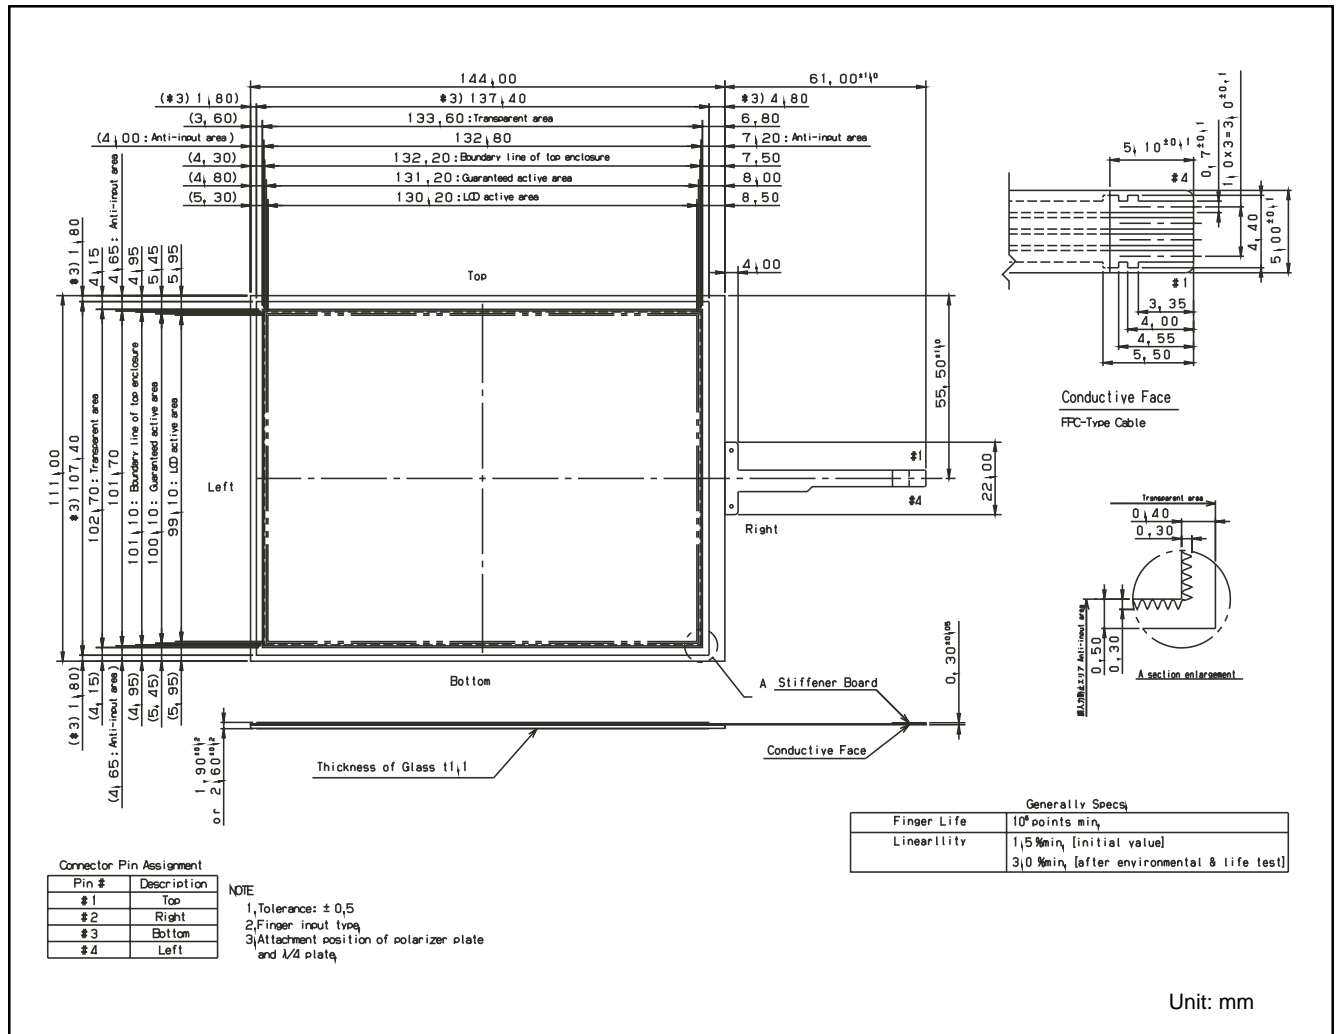 144,00
61,00±1,0
(*3) 1,80)
*3) 137,40
*3) 4,80
(3,60)
133,60:Transparent area
6,80
(4,00:Anti-input area)
132,80
7,20:Anti-input area
(4,30)
132,20:Boundary line of top enclosure
7,50
(4,80)
131,20:Guaranteed active area
8,00
(5,30)
130,20:LCD active area
8,50
*3) 1,80
4,15
4,65:Anti-input area
4,95
5,45
5,95
Top
4,00
111,00
*3) 107,40
102,70:Transparent area
101,70
101,10:Boundary line of top enclosure
100,10:Guaranteed active area
99,10:LCD active area
Left
55,50±1,0
22,00
#1
#4
Right
(*3) 1,80)
(4,15)
(4,65:Anti-input area)
(4,95)
(5,45)
(5,95)
Bottom
A
Stiffener Board
Conductive Face
0,30±0,05
1,90±0,2
or 2,60±0,2
Thickness of Glass t1,1
5,10±0,1
0,7±0,1
1,0x3=3,0±0,1
#4
4,40
5,00±0,1
#1
3,35
4,00
4,55
5,50
Conductive Face
FPC-Type Cable
Transparent area
0,40
0,30
0,50
0,30
Anti-input area
A section enlargement
Generally Specs,
Finger Life 10⁶ points min,
Linearllity 1,5%min, [initial value]
3,0 %min, [after environmental & life test]
Connector Pin Assignment
Pin # Description
#1 Top
#2 Right
#3 Bottom
#4 Left
NOTE
1,Tolerance: ± 0,5
2,Finger input type,
3,Attachment position of polarizer plate
and λ/4 plate,
Unit: mm